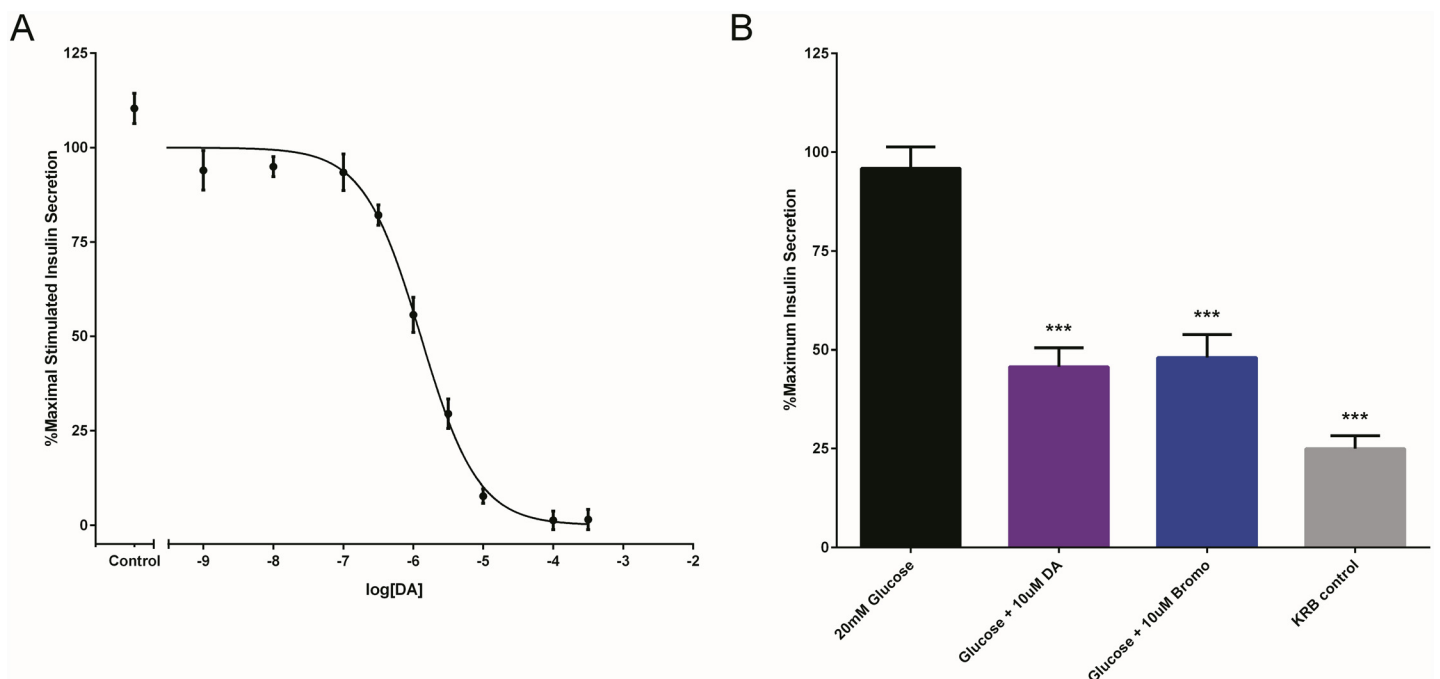 A
%Maximal Stimulated Insulin Secretion
125
100
75
50
25
0
Control
-9
-8
-7
-6
-5
-4
-3
-2
log[DA]
B
%Maximum Insulin Secretion
125
100
75
50
25
0
***
***
***
20mM Glucose
Glucose + 10uM DA
Glucose + 10uM Bromo
KRB control